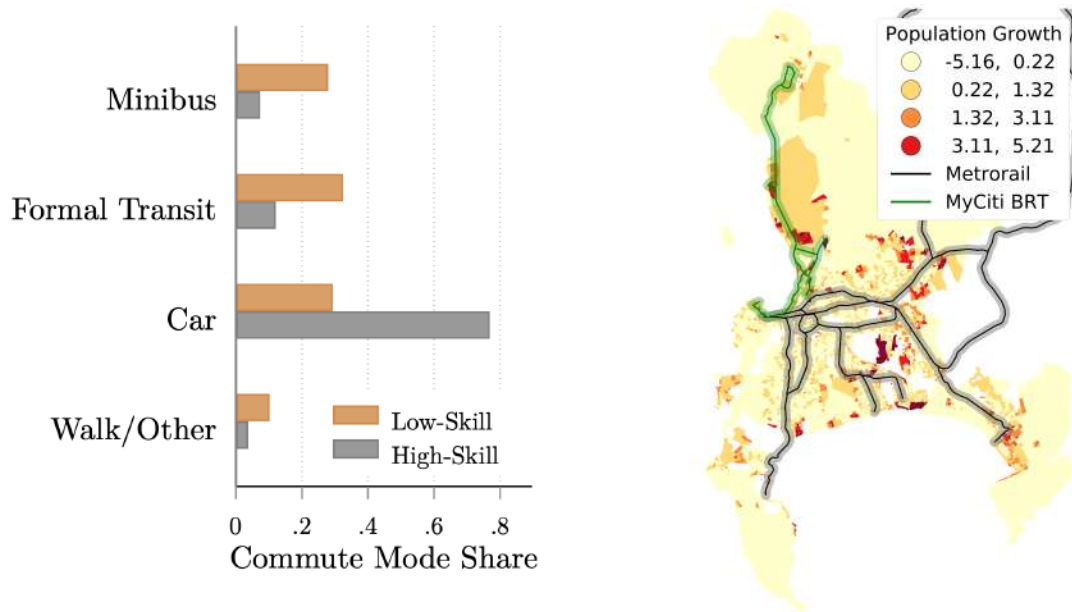 Minibus
Formal Transit
Car
Walk/Other
Low-Skill
High-Skill
0 .2 .4 .6 .8
Commute Mode Share
Population Growth
-5.16, 0.22
0.22, 1.32
1.32, 3.11
3.11, 5.21
Metrorail
MyCiti BRT